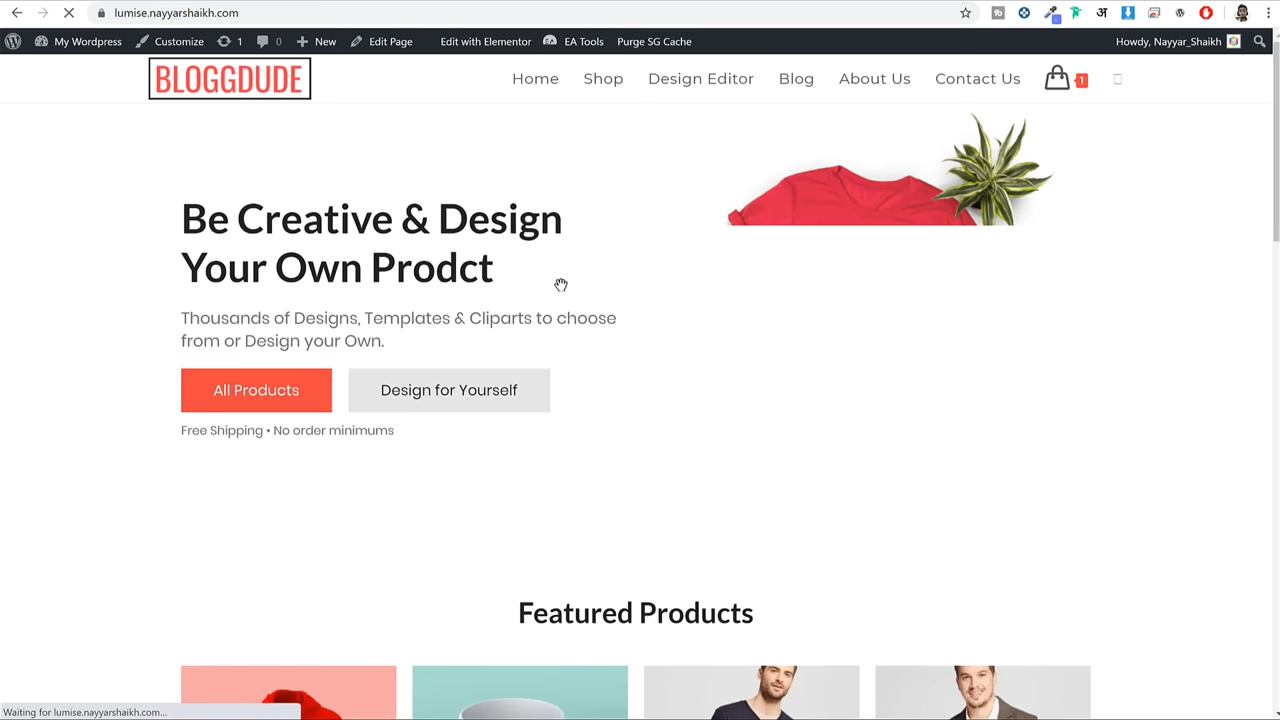 lumise.nayyarshaikh.com
My Wordpress Customize 1 0 New Edit Page Edit with Elementor EA Tools Purge SG Cache Howdy, Nayyar_Shaikh
BLOGGDUDE
Home Shop Design Editor Blog About Us Contact Us 1
Be Creative & Design
Your Own Prodct
Thousands of Designs, Templates & Cliparts to choose
from or Design your Own.
All Products Design for Yourself
Free Shipping • No order minimums
Featured Products
Waiting for lumise.nayyarshaikh.com...